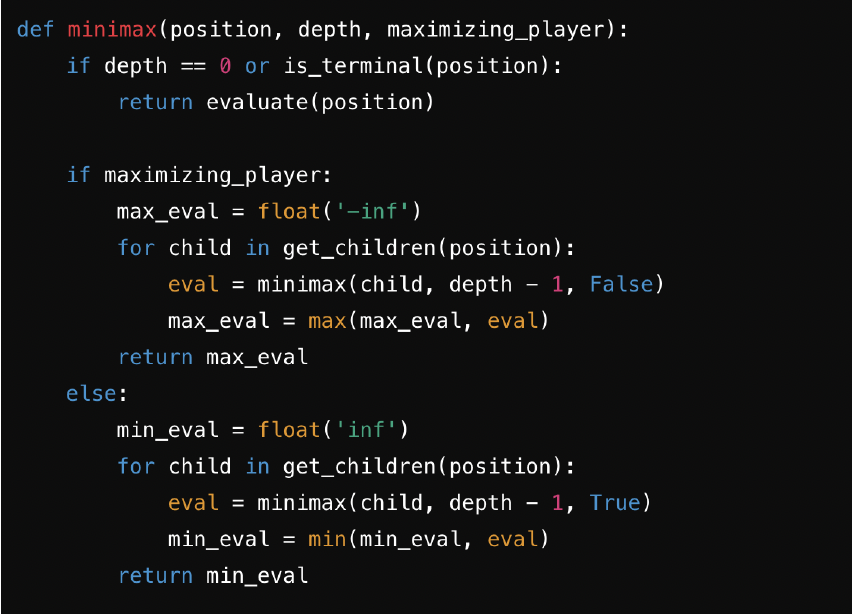 def minimax(position, depth, maximizing_player):
    if depth == 0 or is_terminal(position):
        return evaluate(position)

    if maximizing_player:
        max_eval = float('-inf')
        for child in get_children(position):
            eval = minimax(child, depth - 1, False)
            max_eval = max(max_eval, eval)
        return max_eval
    else:
        min_eval = float('inf')
        for child in get_children(position):
            eval = minimax(child, depth - 1, True)
            min_eval = min(min_eval, eval)
        return min_eval